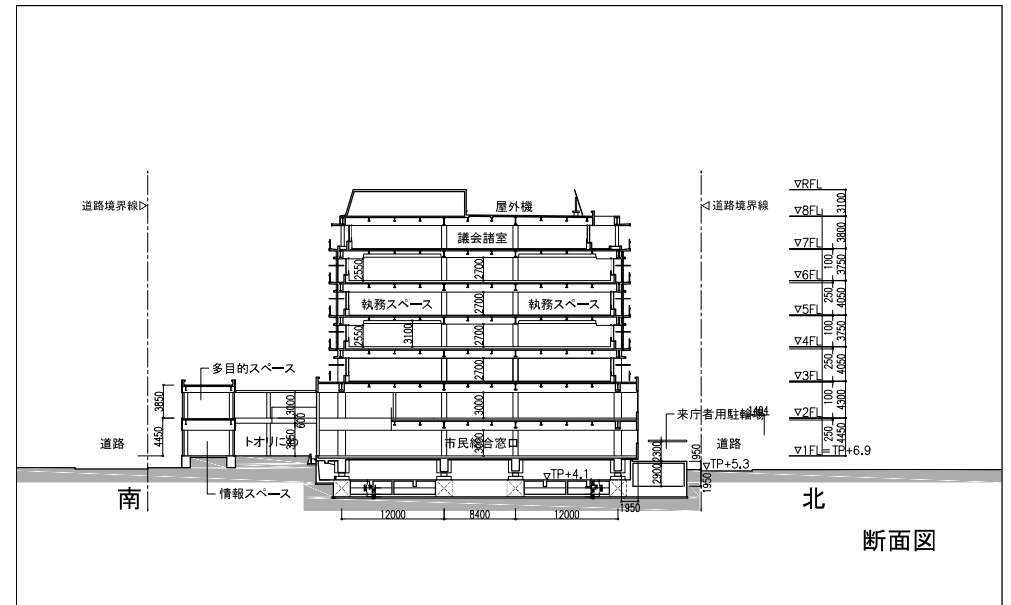 ▽RFL
道路境界線▷
屋外機
◁道路境界線
▽8FL
3100
議会諸室
3800
▽7FL
2550
2700
100
3750
▽6FL
執務スペース
2700
執務スペース
250
4050
▽5FL
2550
3100
2700
100
3750
▽4FL
多目的スペース
2700
250
4050
▽3FL
3850
3000
600
3000
100
4300
来庁者用駐輪場
1484
▽2FL
道路
4450
トオリにわ
市民総合窓口
2300
道路
250
4450
1950
▽1FL=TP+6.9
▽TP+4.1
2900
▽TP+5.3
情報スペース
1950
1950
南
北
12000
8400
12000
断面図